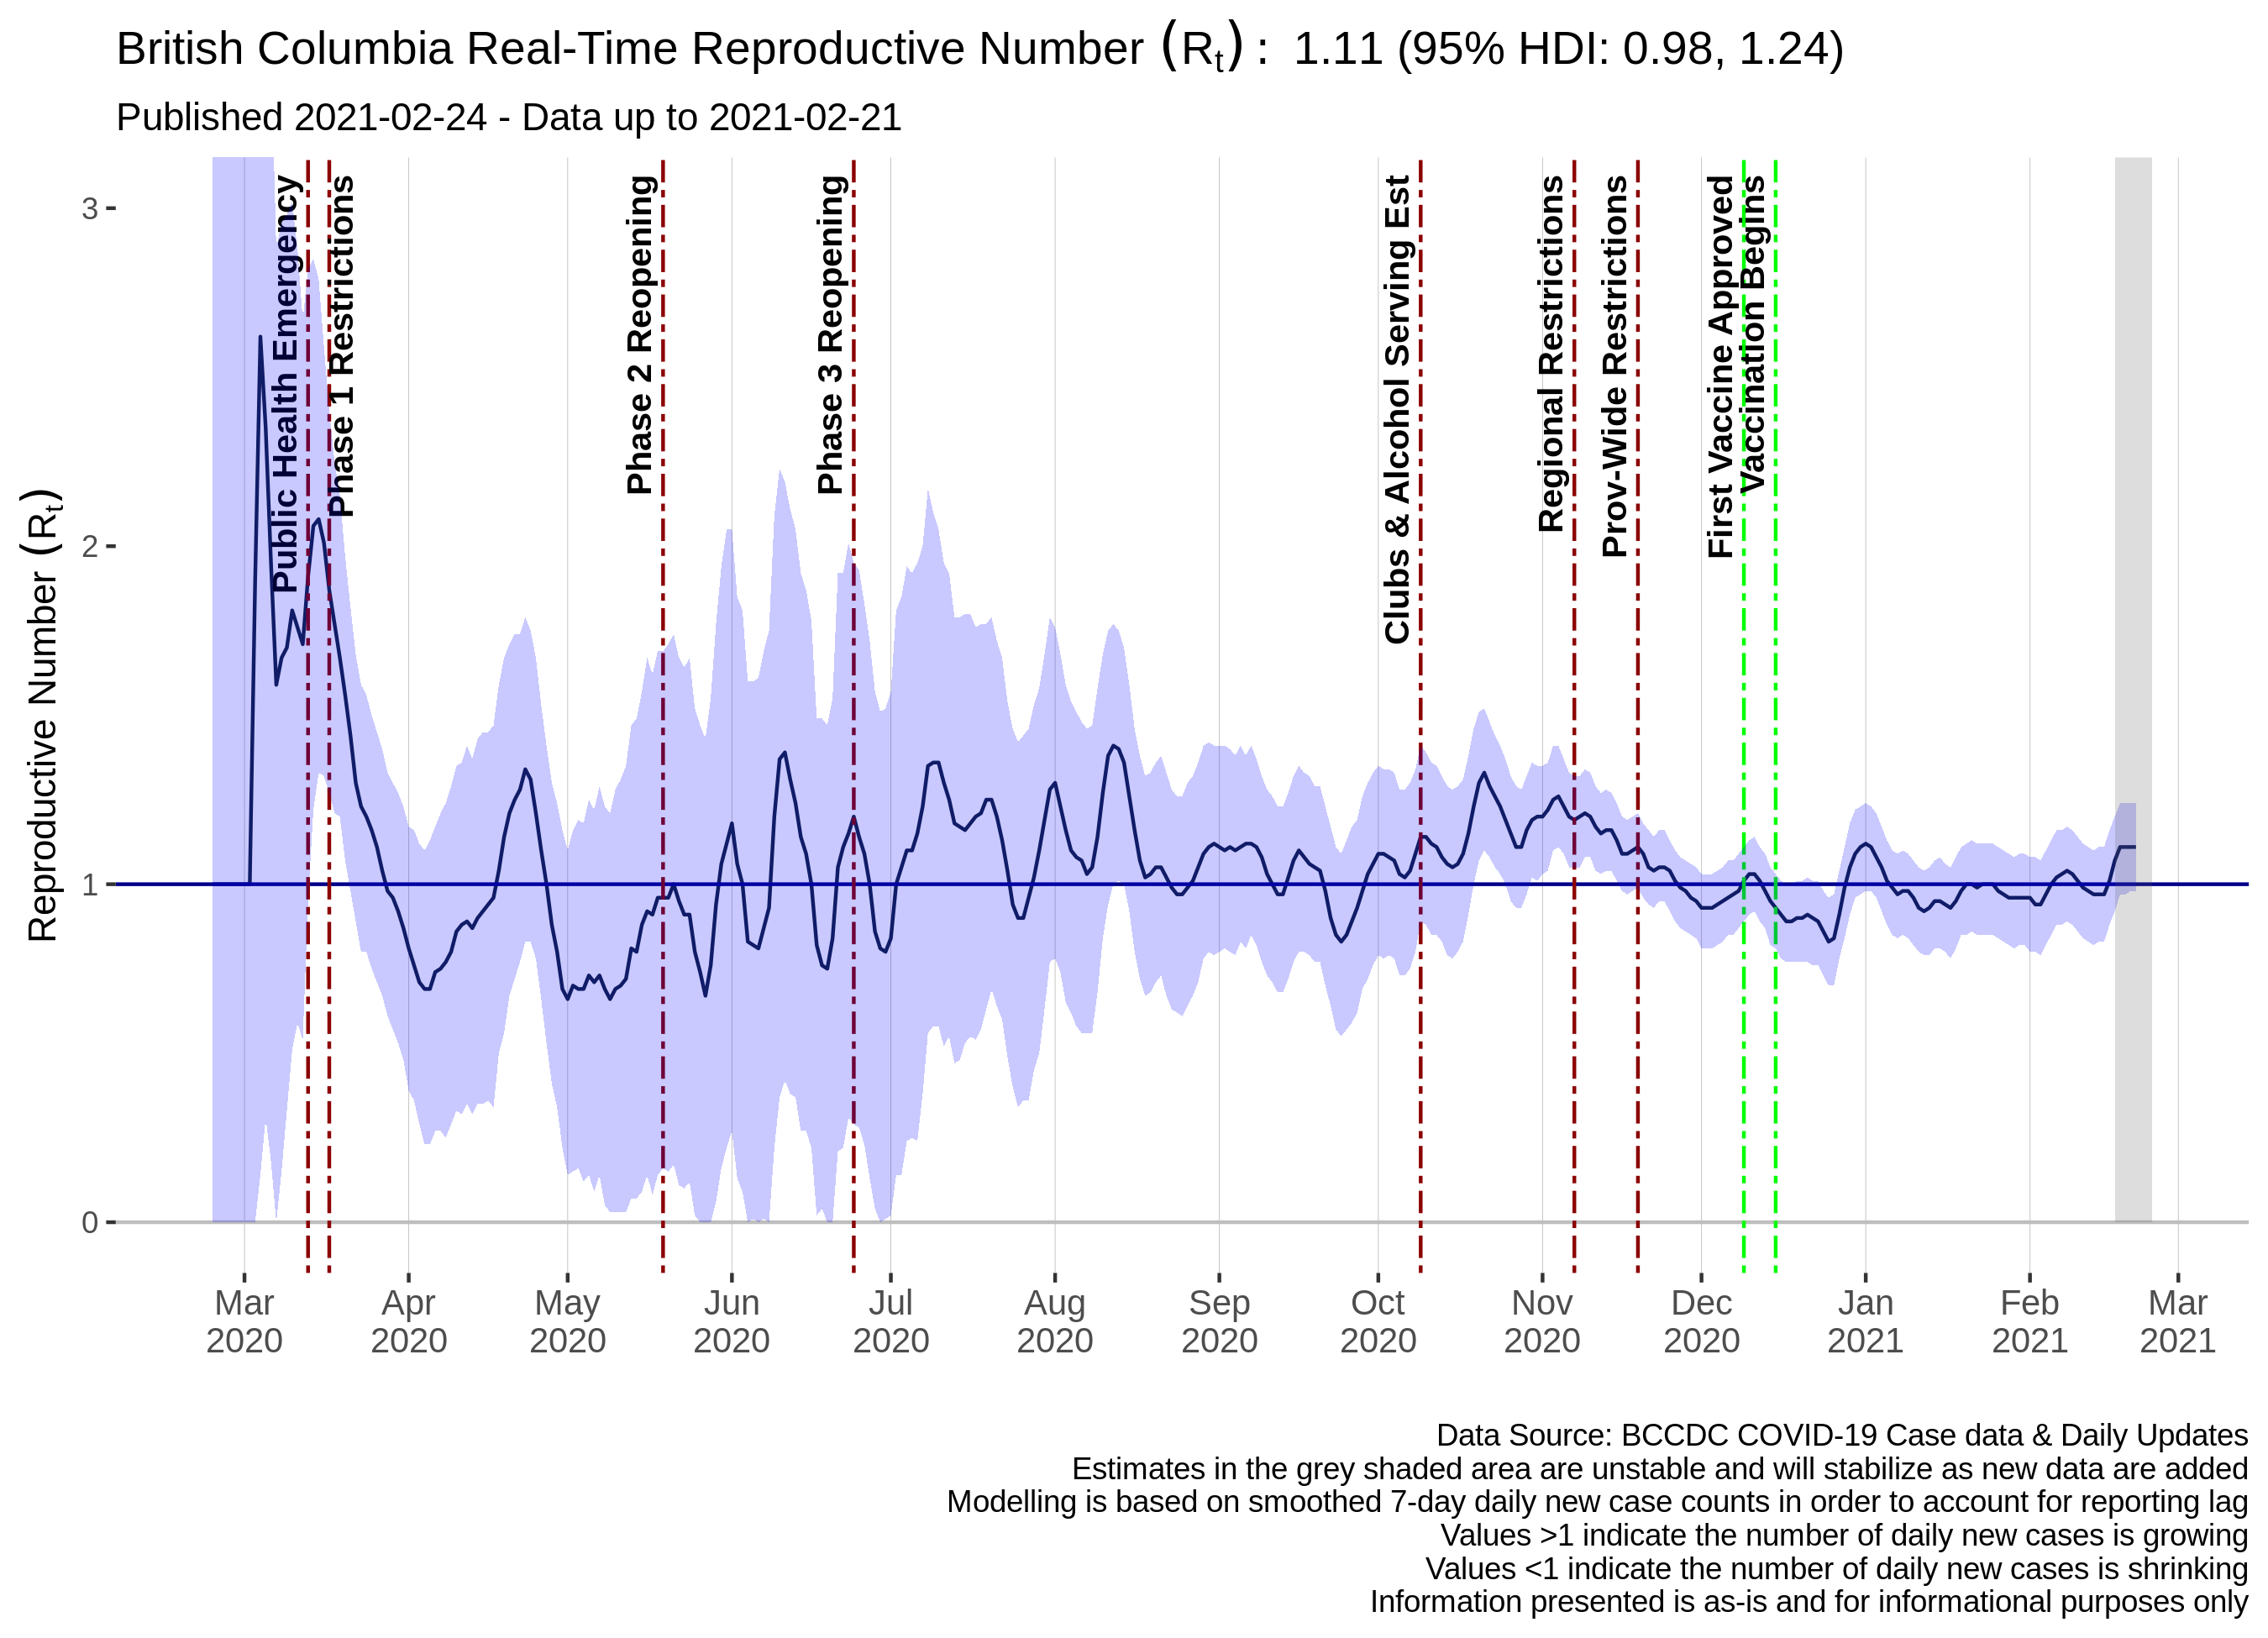 British Columbia Real-Time Reproductive Number (Rt) : 1.11 (95% HDI: 0.98, 1.24)
Published 2021-02-24 - Data up to 2021-02-21
Reproductive Number (Rt)
3
2
1
0
Public Health Emergency
Phase 1 Restrictions
Phase 2 Reopening
Phase 3 Reopening
Clubs & Alcohol Serving Est
Regional Restrictions
Prov-Wide Restrictions
First Vaccine Approved
Vaccination Begins
Mar Apr May Jun Jul Aug Sep Oct Nov Dec Jan Feb Mar
2020 2020 2020 2020 2020 2020 2020 2020 2020 2020 2021 2021 2021
Data Source: BCCDC COVID-19 Case data & Daily Updates
Estimates in the grey shaded area are unstable and will stabilize as new data are added
Modelling is based on smoothed 7-day daily new case counts in order to account for reporting lag
Values >1 indicate the number of daily new cases is growing
Values <1 indicate the number of daily new cases is shrinking
Information presented is as-is and for informational purposes only